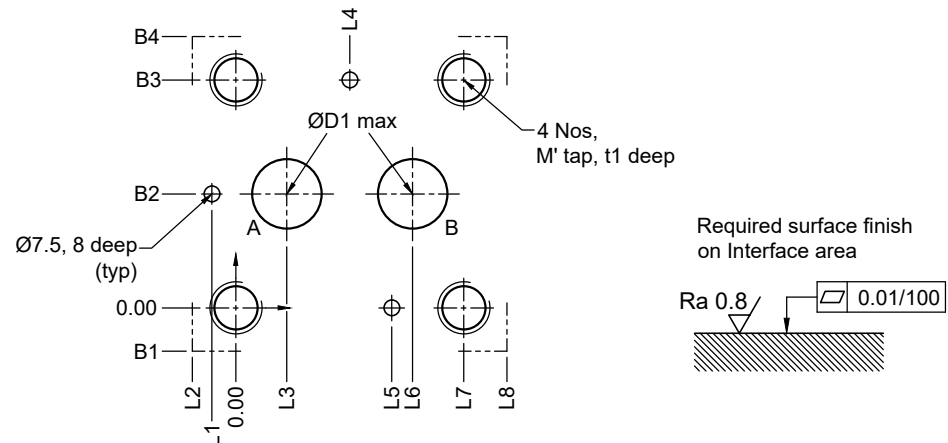 L4
B4
B3
ØD1 max
4 Nos,
M' tap, t1 deep
B2
A
B
Ø7.5, 8 deep
(typ)
0.00
B1
L2
L1
0.00
L3
L5
L6
L7
L8
Required surface finish
on Interface area
Ra 0.8
0.01/100